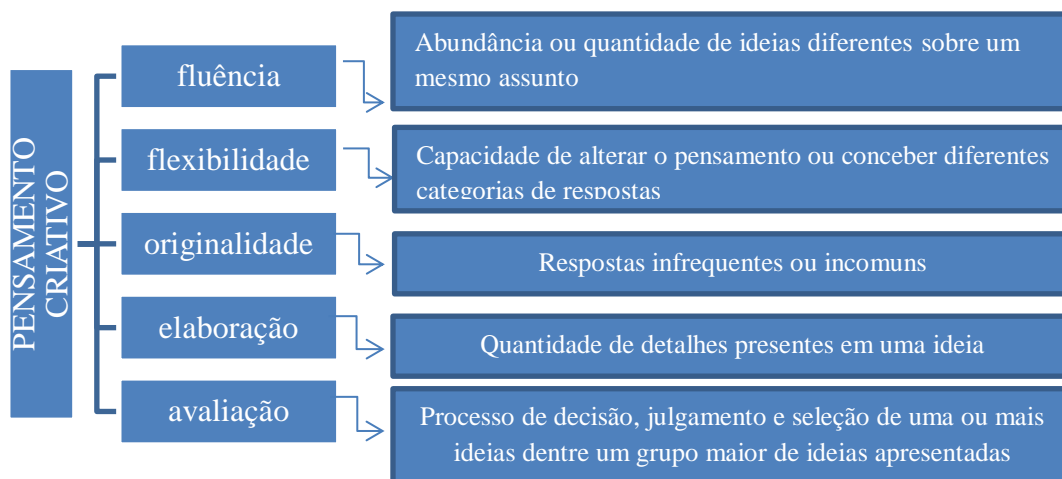 PENSAMENTO
CRIATIVO
fluência
Abundância ou quantidade de ideias diferentes sobre um
mesmo assunto
flexibilidade
Capacidade de alterar o pensamento ou conceber diferentes
categorias de respostas
originalidade
Respostas infrequentes ou incomuns
elaboração
Quantidade de detalhes presentes em uma ideia
avaliação
Processo de decisão, julgamento e seleção de uma ou mais
ideias dentre um grupo maior de ideias apresentadas